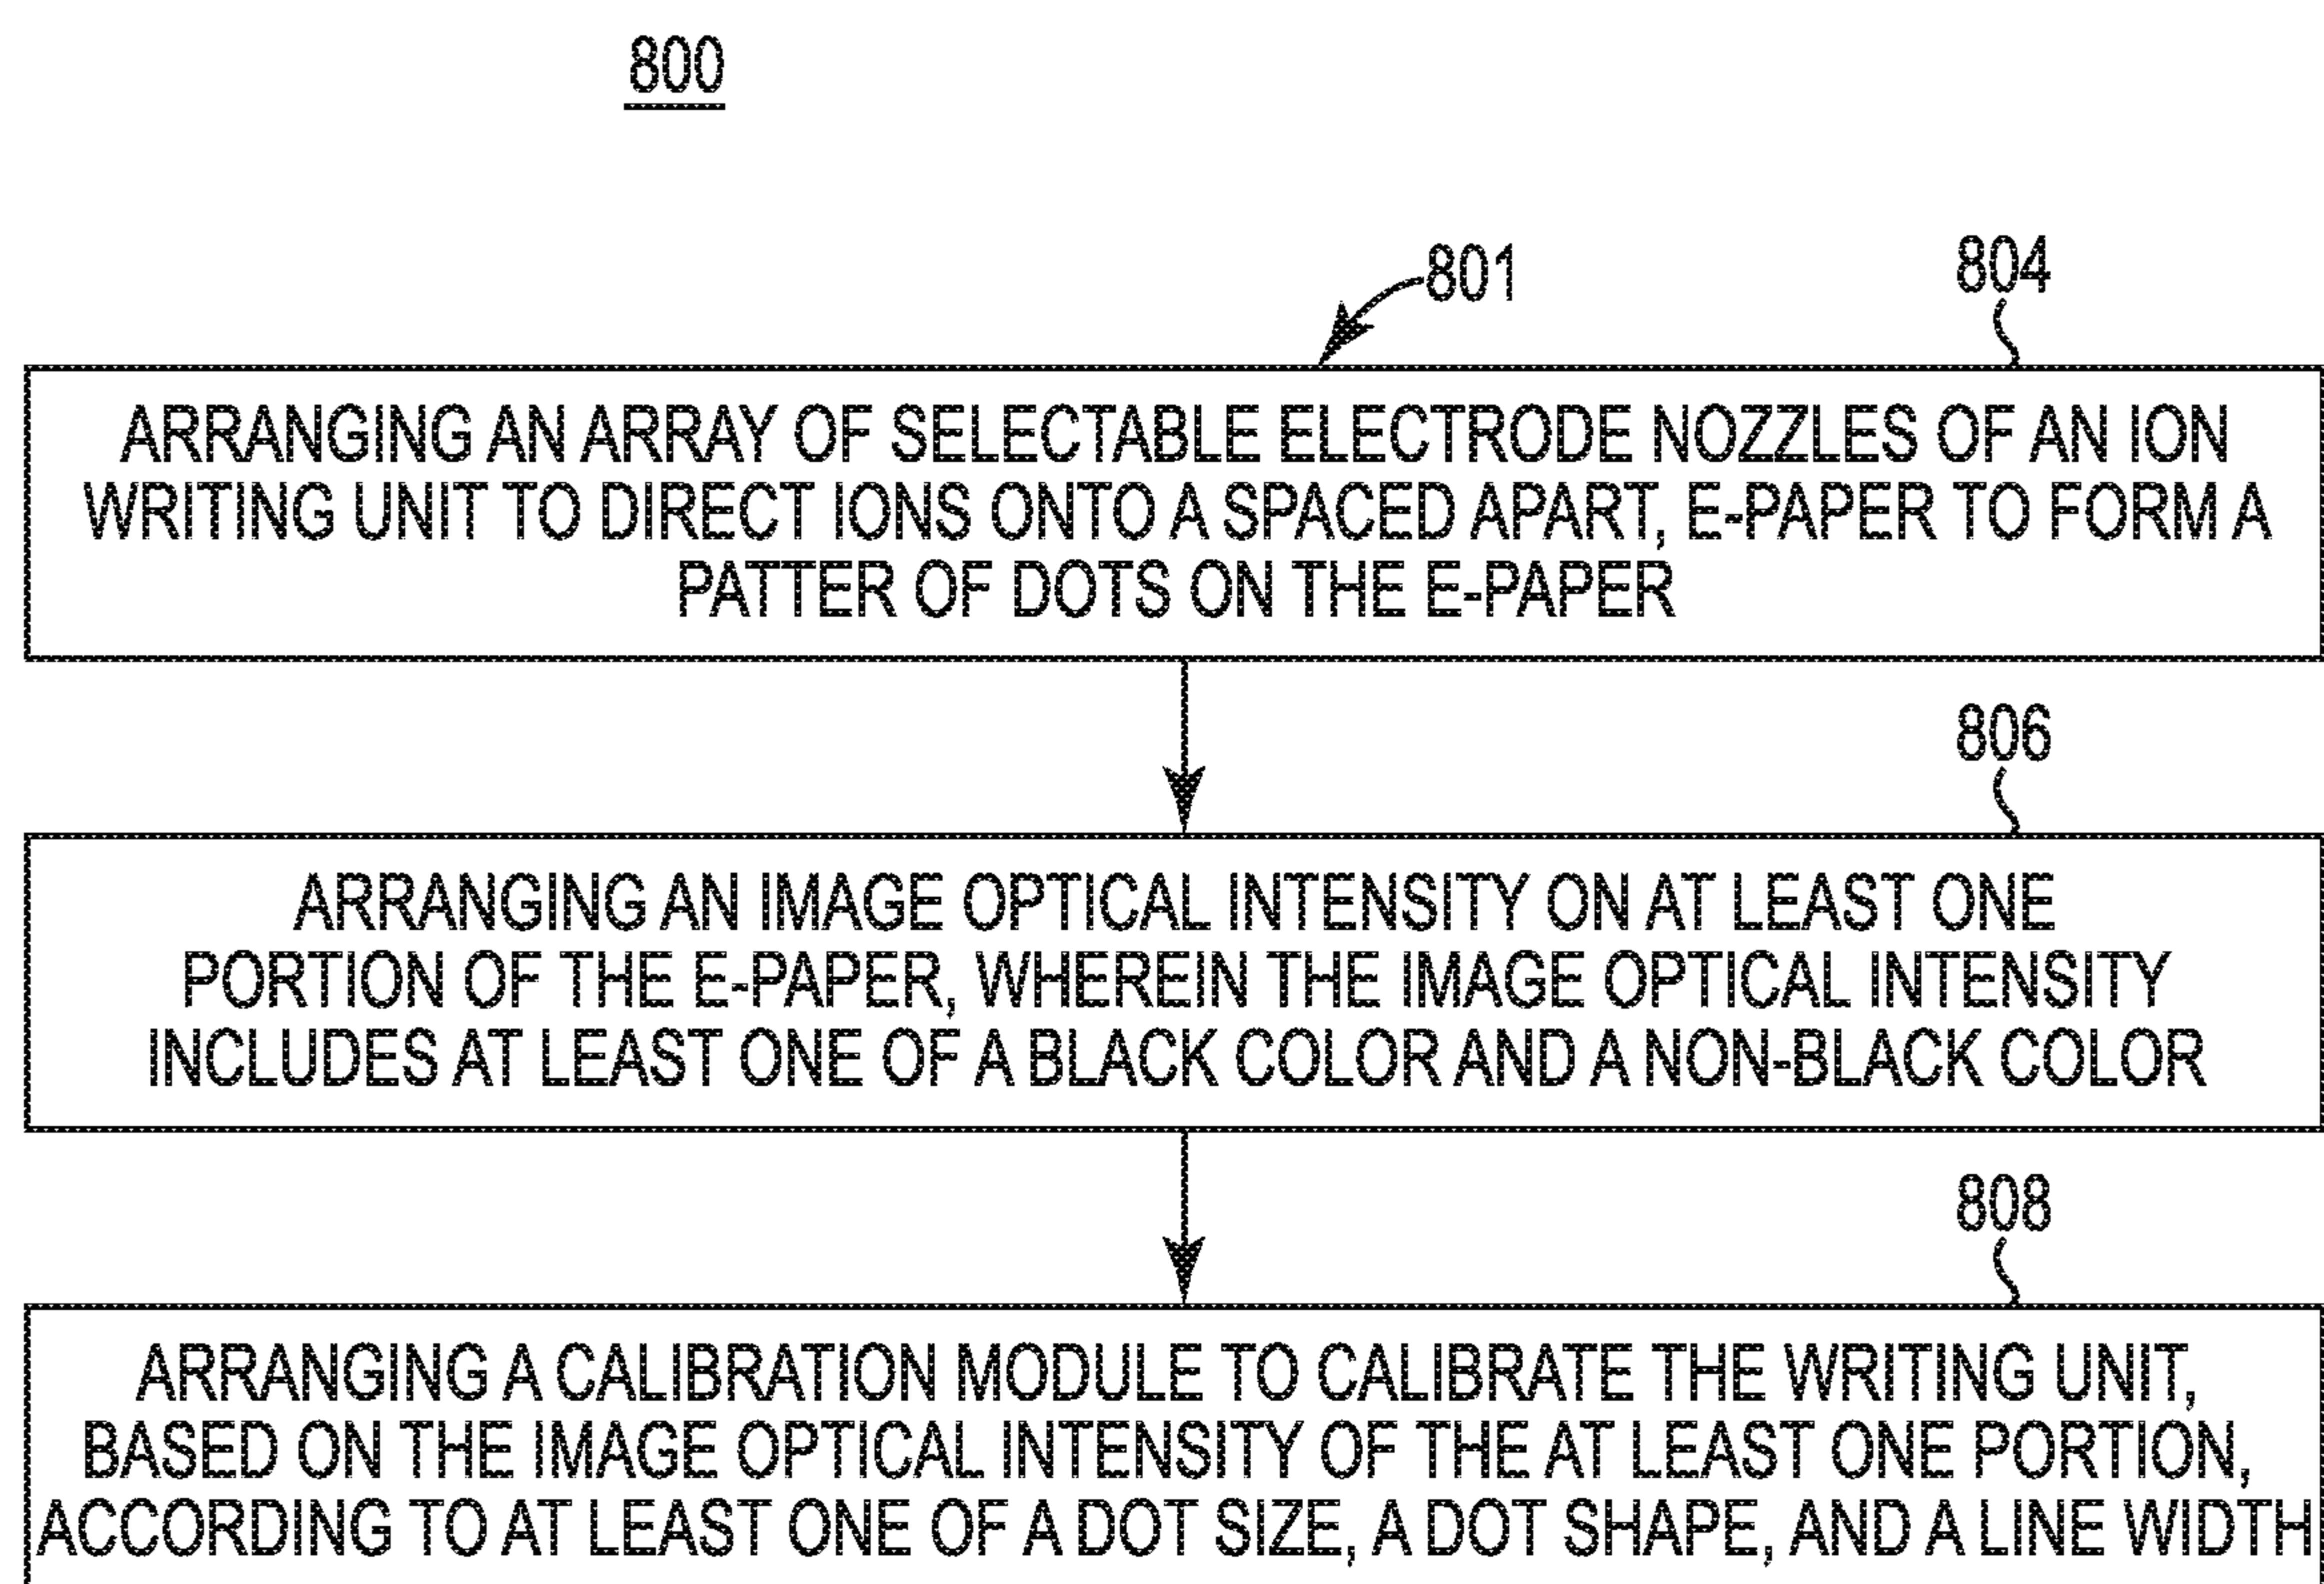 800
801
804
ARRANGING AN ARRAY OF SELECTABLE ELECTRODE NOZZLES OF AN ION
WRITING UNIT TO DIRECT IONS ONTO A SPACED APART, E-PAPER TO FORM A
PATTER OF DOTS ON THE E-PAPER
806
ARRANGING AN IMAGE OPTICAL INTENSITY ON AT LEAST ONE
PORTION OF THE E-PAPER, WHEREIN THE IMAGE OPTICAL INTENSITY
INCLUDES AT LEAST ONE OF A BLACK COLOR AND A NON-BLACK COLOR
808
ARRANGING A CALIBRATION MODULE TO CALIBRATE THE WRITING UNIT,
BASED ON THE IMAGE OPTICAL INTENSITY OF THE AT LEAST ONE PORTION,
ACCORDING TO AT LEAST ONE OF A DOT SIZE, A DOT SHAPE, AND A LINE WIDTH